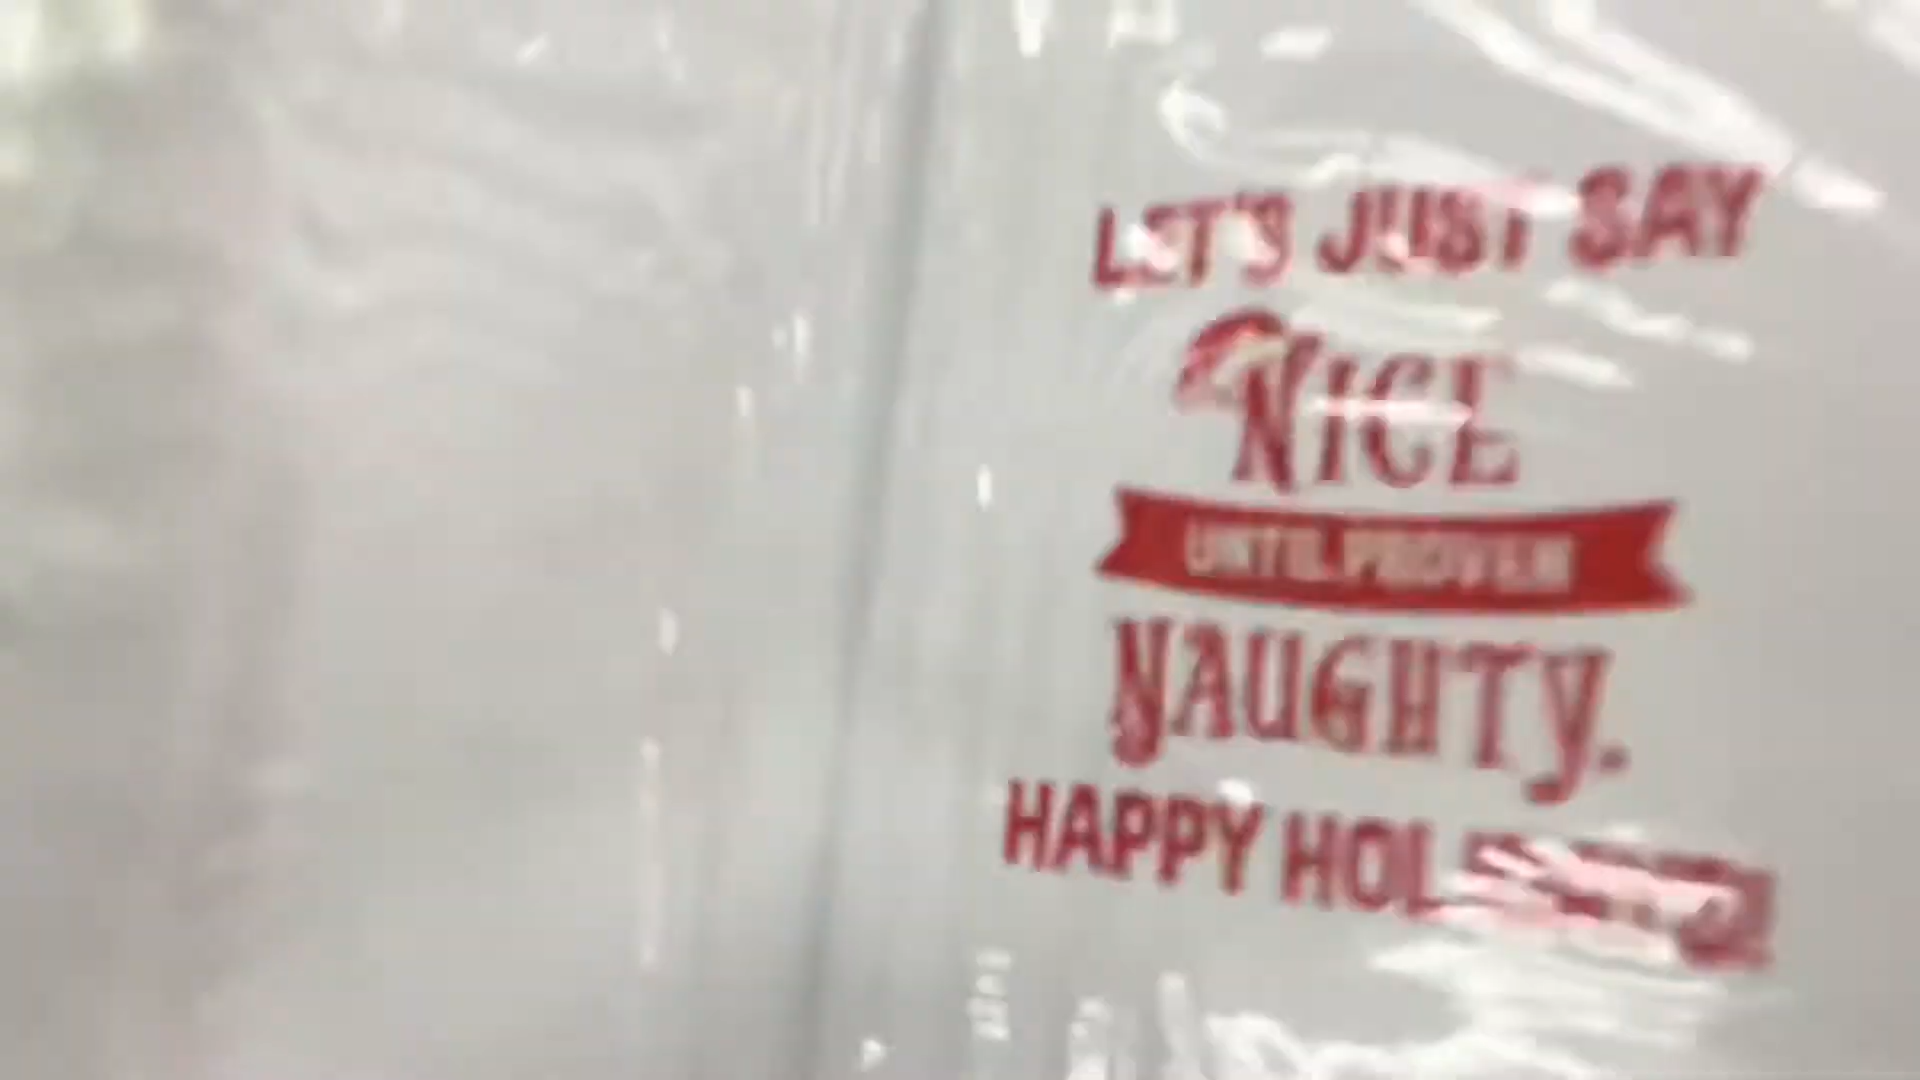 LET'S JUST SAY
NICE
UNTIL PROVEN
NAUGHTY.
HAPPY